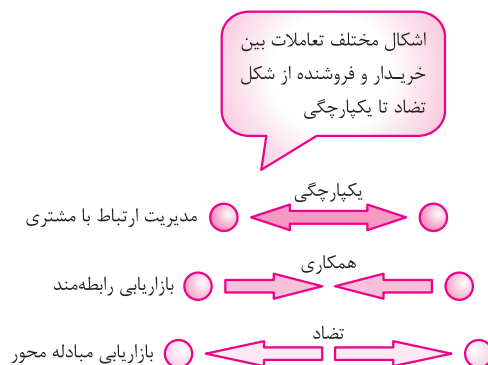 اشکال مختلف تعاملات بین
خریـدار و فروشنده از شکل
تضاد تا یکپارچگی
یکپارچگی
مدیریت ارتباط با مشتری
همکاری
بازاریابی رابطه‌مند
تضاد
بازاریابی مبادله محور